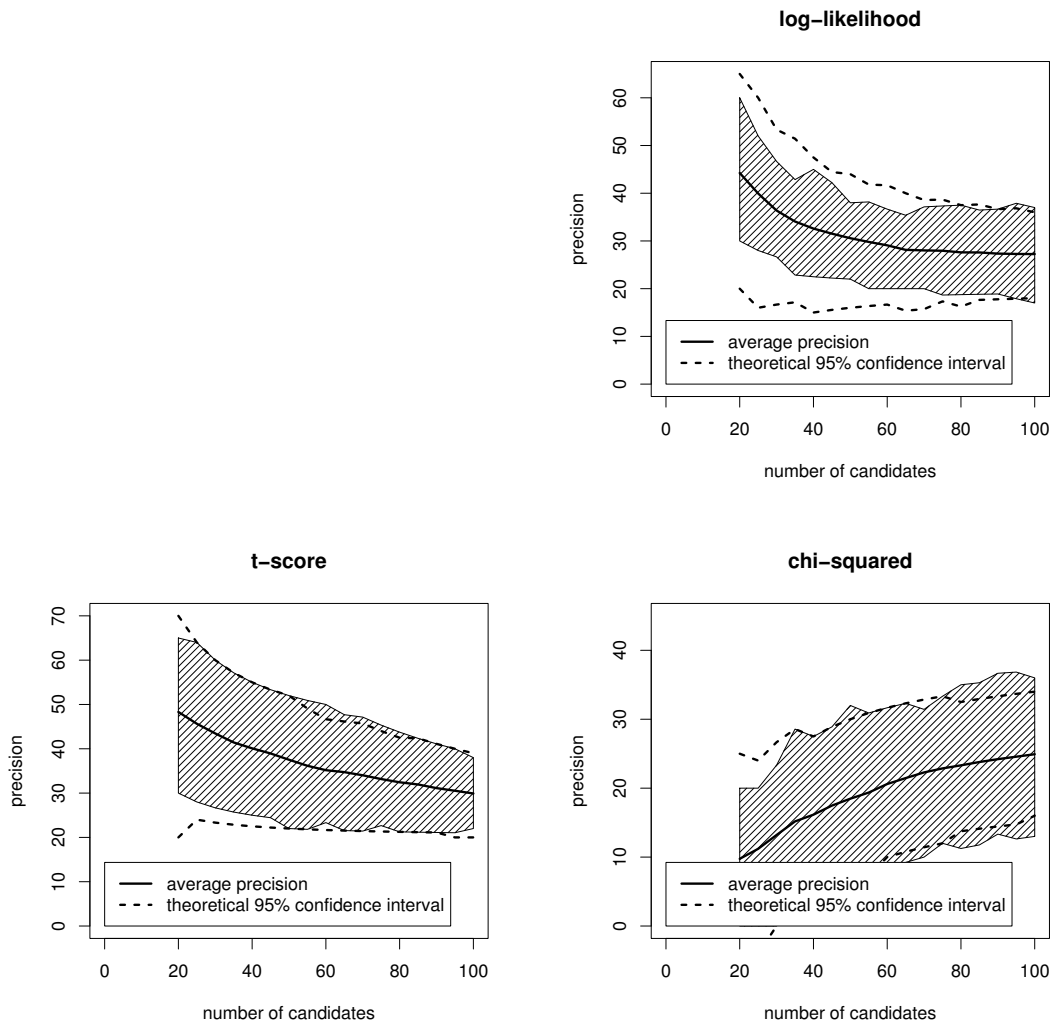 log−likelihood
precision
0
10
20
30
40
50
60
average precision
theoretical 95% confidence interval
0 20 40 60 80 100
number of candidates
t−score
precision
0
10
20
30
40
50
60
70
average precision
theoretical 95% confidence interval
0 20 40 60 80 100
number of candidates
chi−squared
precision
0
10
20
30
40
average precision
theoretical 95% confidence interval
0 20 40 60 80 100
number of candidates